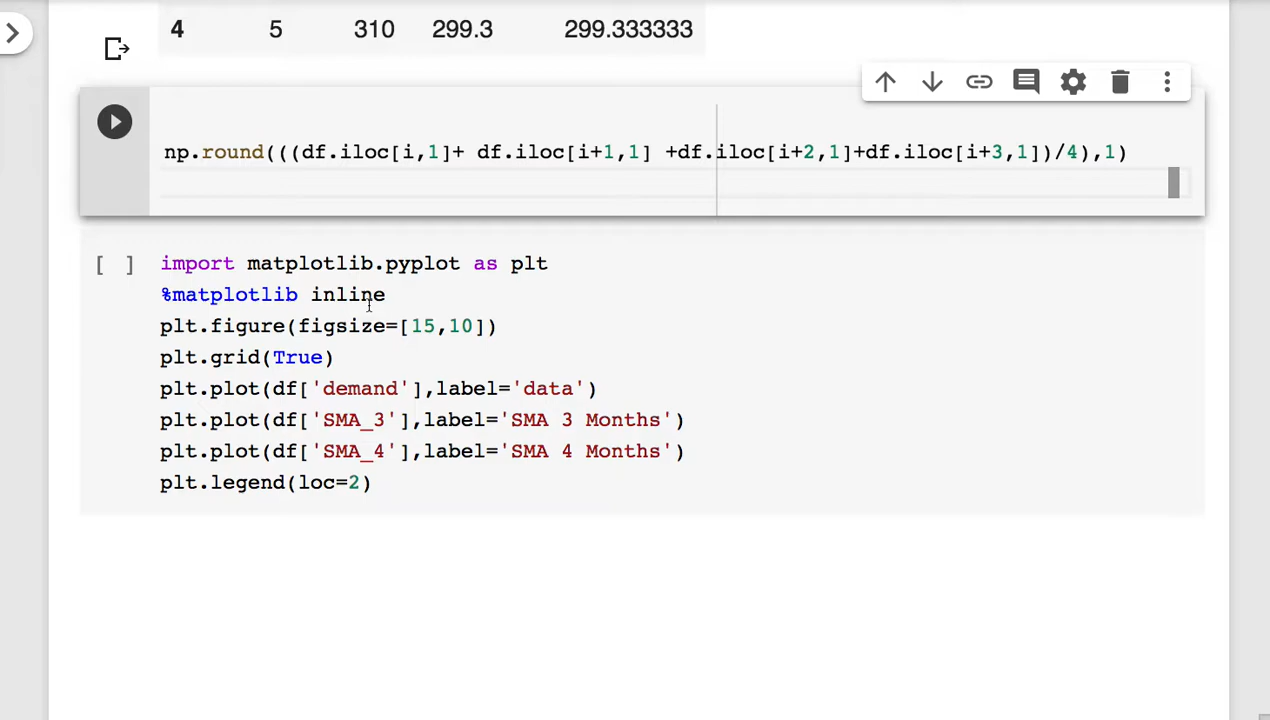 4 5 310 299.3 299.333333
np.round(((df.iloc[i,1]+ df.iloc[i+1,1] +df.iloc[i+2,1]+df.iloc[i+3,1])/4),1)
[ ] import matplotlib.pyplot as plt
%matplotlib inline
plt.figure(figsize=[15,10])
plt.grid(True)
plt.plot(df['demand'],label='data')
plt.plot(df['SMA_3'],label='SMA 3 Months')
plt.plot(df['SMA_4'],label='SMA 4 Months')
plt.legend(loc=2)